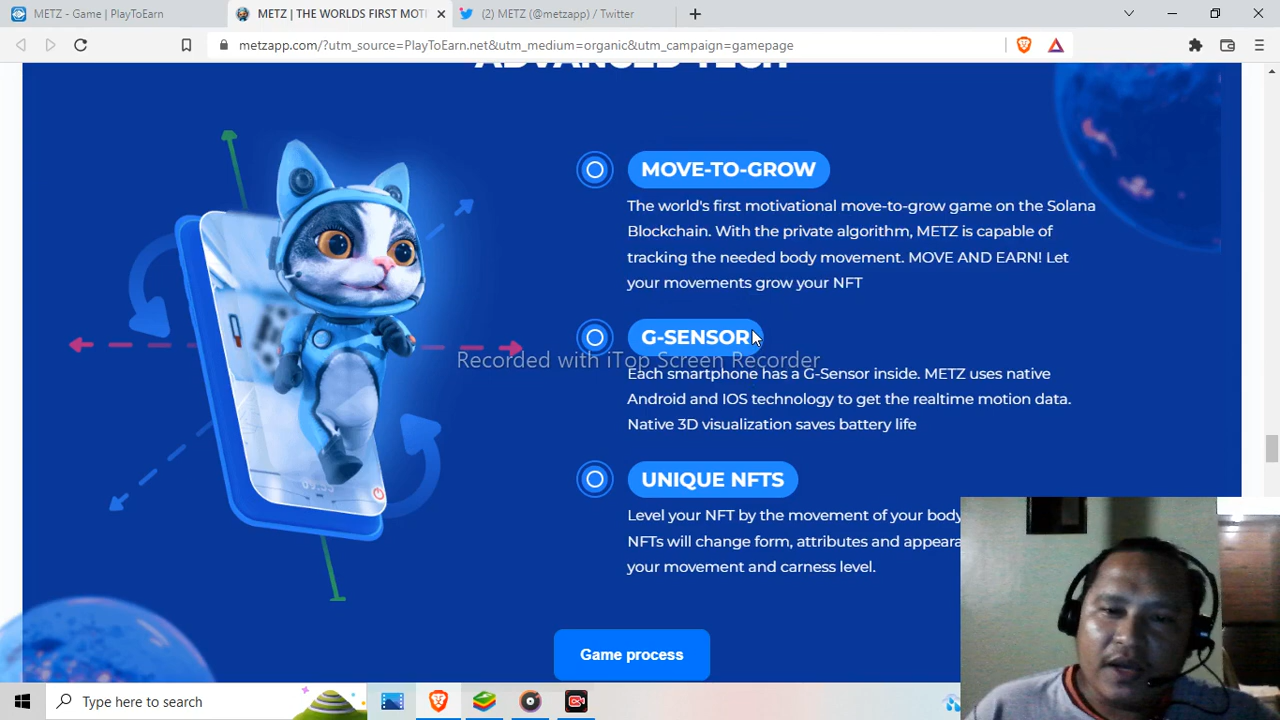 METZ - Game | PlayToEarn
METZ | THE WORLDS FIRST MOTI
(2) METZ (@metzapp) / Twitter
metzapp.com/?utm_source=PlayToEarn.net&utm_medium=organic&utm_campaign=gamepage
ADVANCED TECH
MOVE-TO-GROW
The world's first motivational move-to-grow game on the Solana
Blockchain. With the private algorithm, METZ is capable of
tracking the needed body movement. MOVE AND EARN! Let
your movements grow your NFT
G-SENSOR
Recorded with iTop Screen Recorder
Each smartphone has a G-Sensor inside. METZ uses native
Android and IOS technology to get the realtime motion data.
Native 3D visualization saves battery life
UNIQUE NFTS
Level your NFT by the movement of your body
NFTs will change form, attributes and appeara
your movement and carness level.
Game process
Type here to search